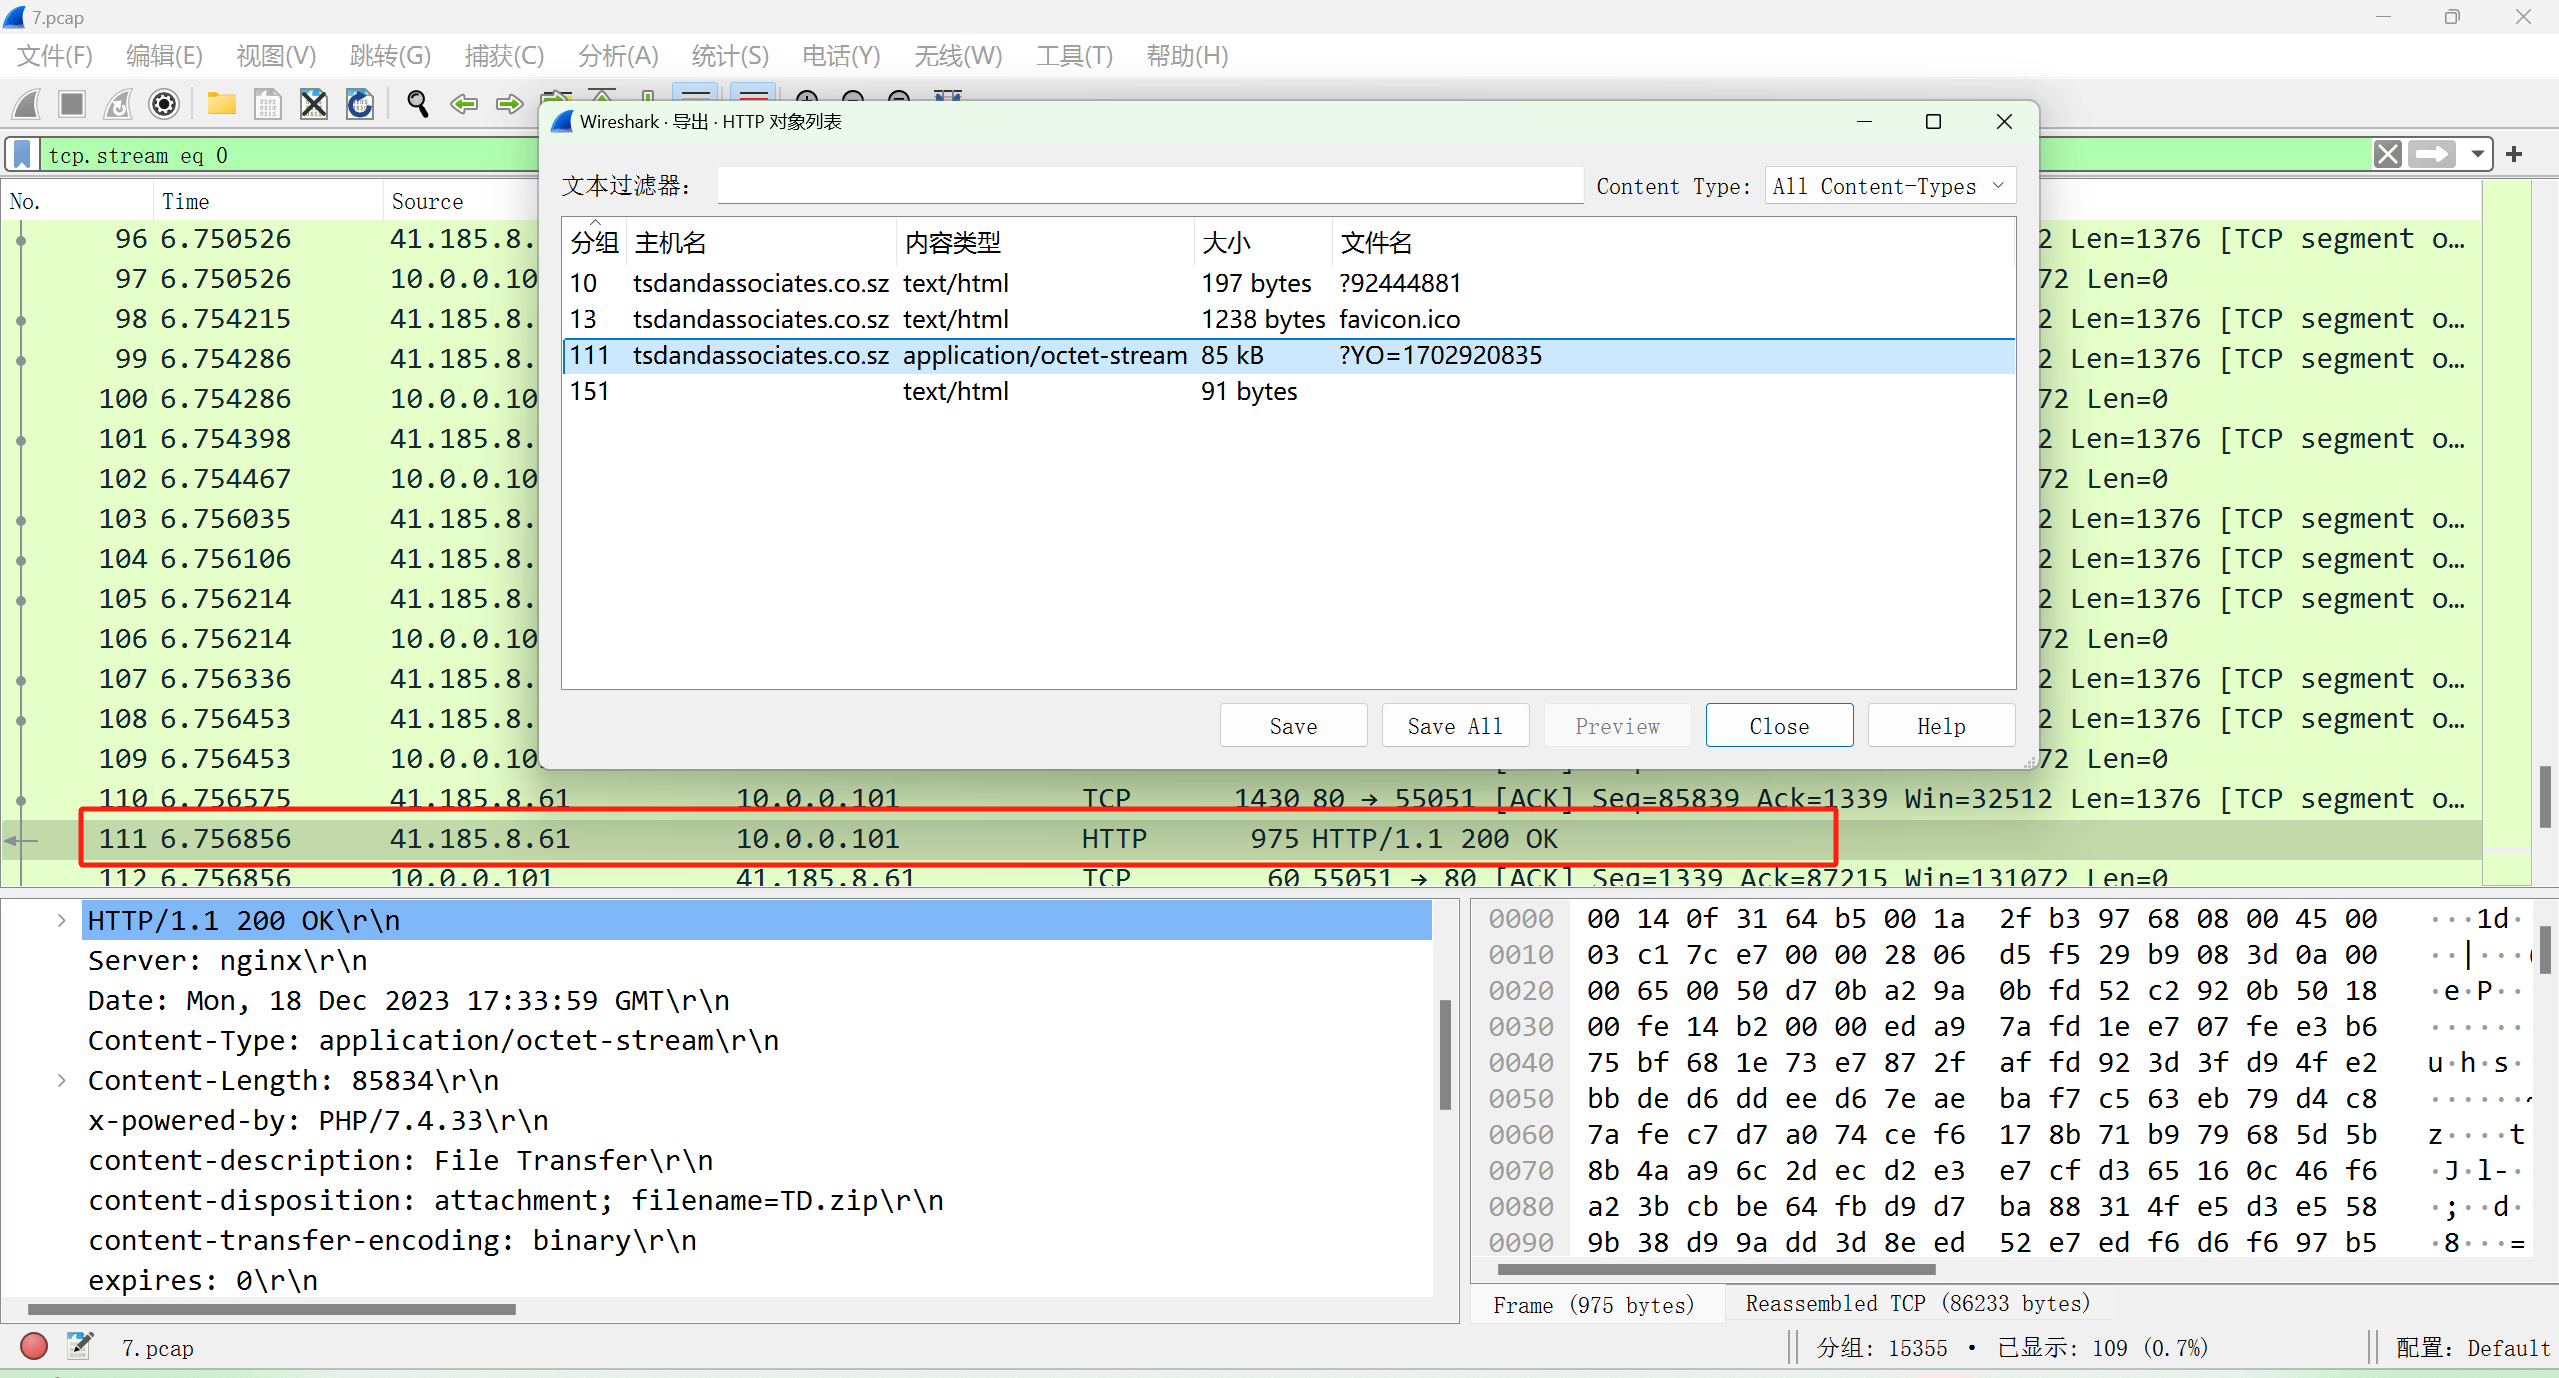 7.pcap
文件(F) 编辑(E) 视图(V) 跳转(G) 捕获(C) 分析(A) 统计(S) 电话(Y) 无线(W) 工具(T) 帮助(H)
Wireshark · 导出 · HTTP 对象列表
tcp.stream eq 0
文本过滤器: Content Type: All Content-Types
No. Time Source
分组 主机名 内容类型 大小 文件名
10 tsdandassociates.co.sz text/html 197 bytes ?92444881
13 tsdandassociates.co.sz text/html 1238 bytes favicon.ico
111 tsdandassociates.co.sz application/octet-stream 85 kB ?YO=1702920835
151 text/html 91 bytes
Save Save All Preview Close Help
96 6.750526 41.185.8. 2 Len=1376 [TCP segment o…
97 6.750526 10.0.0.10 72 Len=0
98 6.754215 41.185.8. 2 Len=1376 [TCP segment o…
99 6.754286 41.185.8. 2 Len=1376 [TCP segment o…
100 6.754286 10.0.0.10 72 Len=0
101 6.754398 41.185.8. 2 Len=1376 [TCP segment o…
102 6.754467 10.0.0.10 72 Len=0
103 6.756035 41.185.8. 2 Len=1376 [TCP segment o…
104 6.756106 41.185.8. 2 Len=1376 [TCP segment o…
105 6.756214 41.185.8. 2 Len=1376 [TCP segment o…
106 6.756214 10.0.0.10 72 Len=0
107 6.756336 41.185.8. 2 Len=1376 [TCP segment o…
108 6.756453 41.185.8. 2 Len=1376 [TCP segment o…
109 6.756453 10.0.0.10 72 Len=0
110 6.756575 41.185.8.61 10.0.0.101 TCP 1430 80 → 55051 [ACK] Seq=85839 Ack=1339 Win=32512 Len=1376 [TCP segment o…
111 6.756856 41.185.8.61 10.0.0.101 HTTP 975 HTTP/1.1 200 OK
112 6.756856 10.0.0.101 41.185.8.61 TCP 60 55051 → 80 [ACK] Seq=1339 Ack=87215 Win=131072 Len=0
HTTP/1.1 200 OK\r\n
Server: nginx\r\n
Date: Mon, 18 Dec 2023 17:33:59 GMT\r\n
Content-Type: application/octet-stream\r\n
Content-Length: 85834\r\n
x-powered-by: PHP/7.4.33\r\n
content-description: File Transfer\r\n
content-disposition: attachment; filename=TD.zip\r\n
content-transfer-encoding: binary\r\n
expires: 0\r\n
0000 00 14 0f 31 64 b5 00 1a 2f b3 97 68 08 00 45 00 ···1d·
0010 03 c1 7c e7 00 00 28 06 d5 f5 29 b9 08 3d 0a 00 ··|···(
0020 00 65 00 50 d7 0b a2 9a 0b fd 52 c2 92 0b 50 18 ·e·P··
0030 00 fe 14 b2 00 00 ed a9 7a fd 1e e7 07 fe e3 b6 ······
0040 75 bf 68 1e 73 e7 87 2f af fd 92 3d 3f d9 4f e2 u·h·s·
0050 bb de d6 dd ee d6 7e ae ba f7 c5 63 eb 79 d4 c8 ······~
0060 7a fe c7 d7 a0 74 ce f6 17 8b 71 b9 79 68 5d 5b z····t
0070 8b 4a a9 6c 2d ec d2 e3 e7 cf d3 65 16 0c 46 f6 ·J·l-·
0080 a2 3b cb be 64 fb d9 d7 ba 88 31 4f e5 d3 e5 58 ·;··d·
0090 9b 38 d9 9a dd 3d 8e ed 52 e7 ed f6 d6 f6 97 b5 ·8···=
Frame (975 bytes) Reassembled TCP (86233 bytes)
7.pcap 分组: 15355 · 已显示: 109 (0.7%) 配置: Default